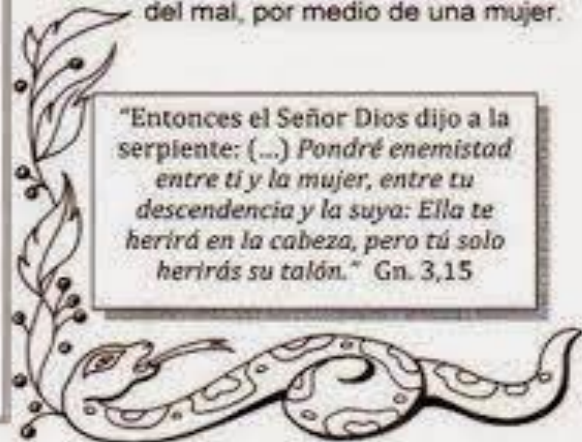 del mal, por medio de una mujer.
"Entonces el Señor Dios dijo a la
serpiente: (...) Pondré enemistad
entre ti y la mujer, entre tu
descendencia y la suya: Ella te
herirá en la cabeza, pero tú solo
herirás su talón." Gn. 3,15